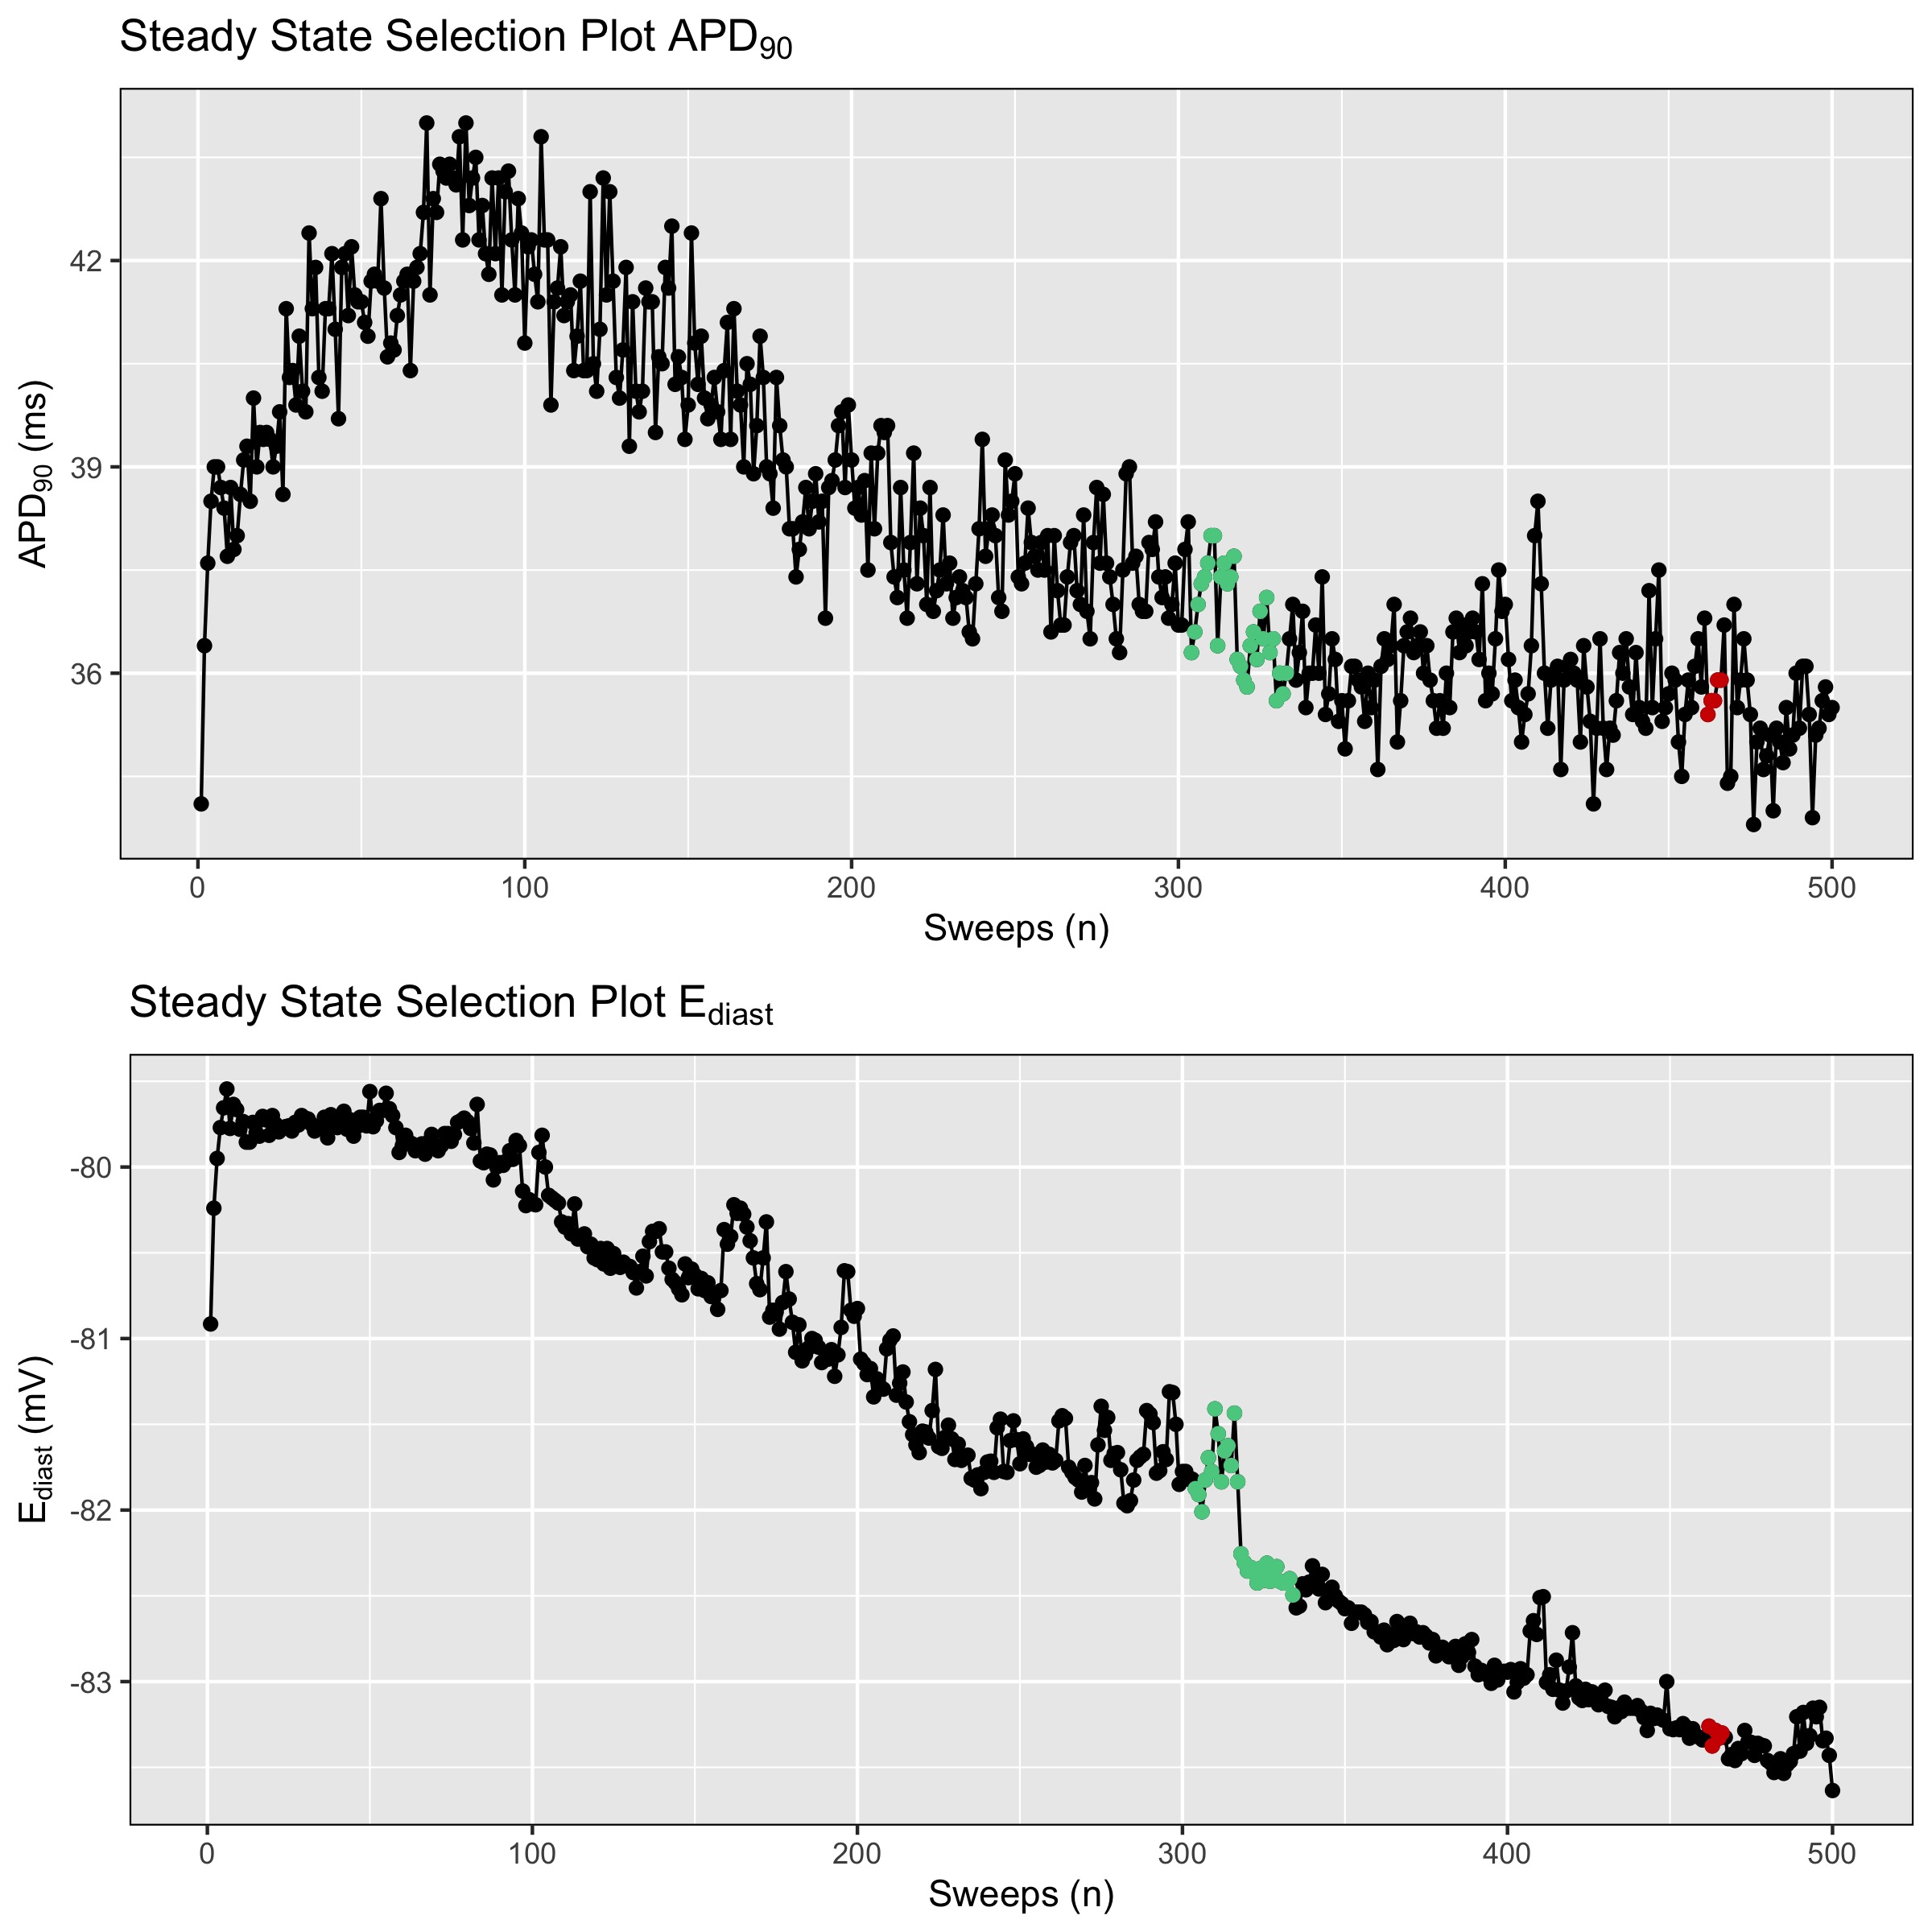 Steady State Selection Plot APD90
42
39
36
APD90 (ms)
0 100 200 300 400 500
Sweeps (n)
Steady State Selection Plot Ediast
-80
-81
-82
-83
Ediast (mV)
0 100 200 300 400 500
Sweeps (n)